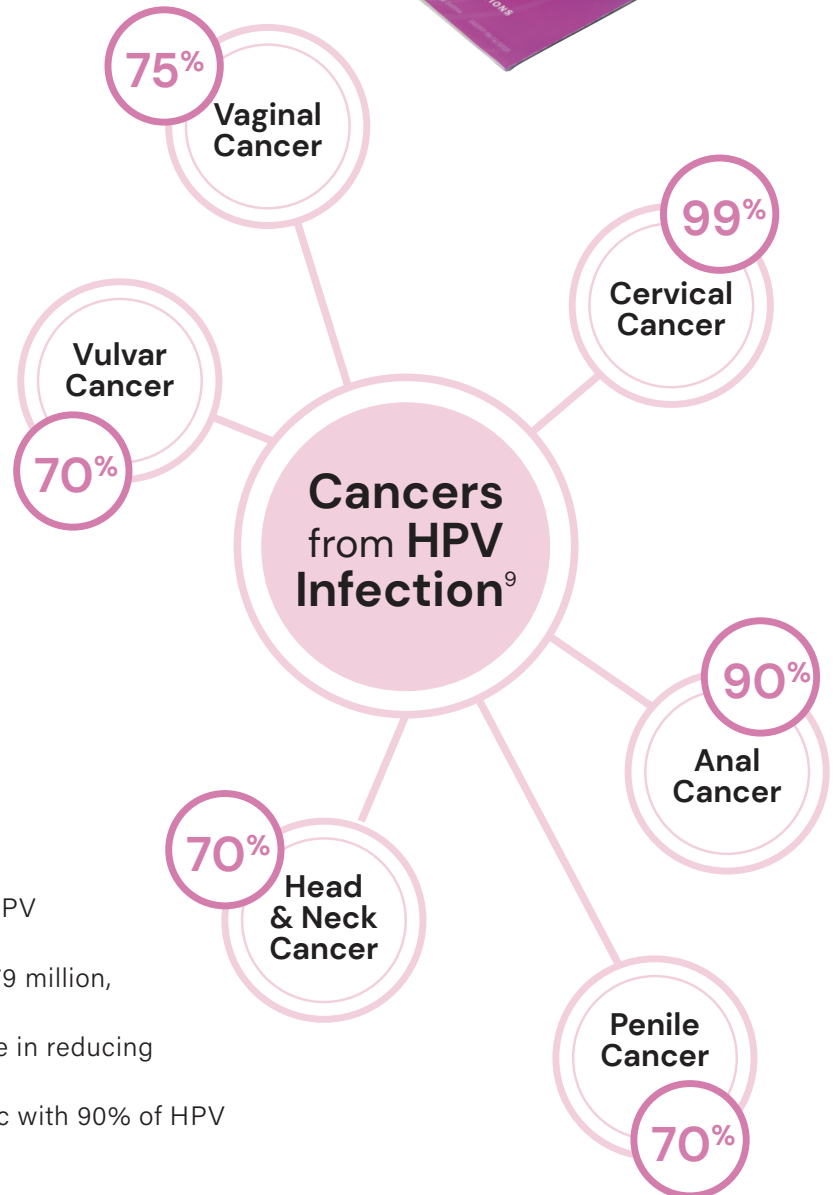 75%
Vaginal
Cancer
99%
Cervical
Cancer
Vulvar
Cancer
70%
Cancers
from HPV
Infection9
90%
Anal
Cancer
70%
Head
& Neck
Cancer
Penile
Cancer
70%
PV
9 million,
e in reducing
c with 90% of HPV